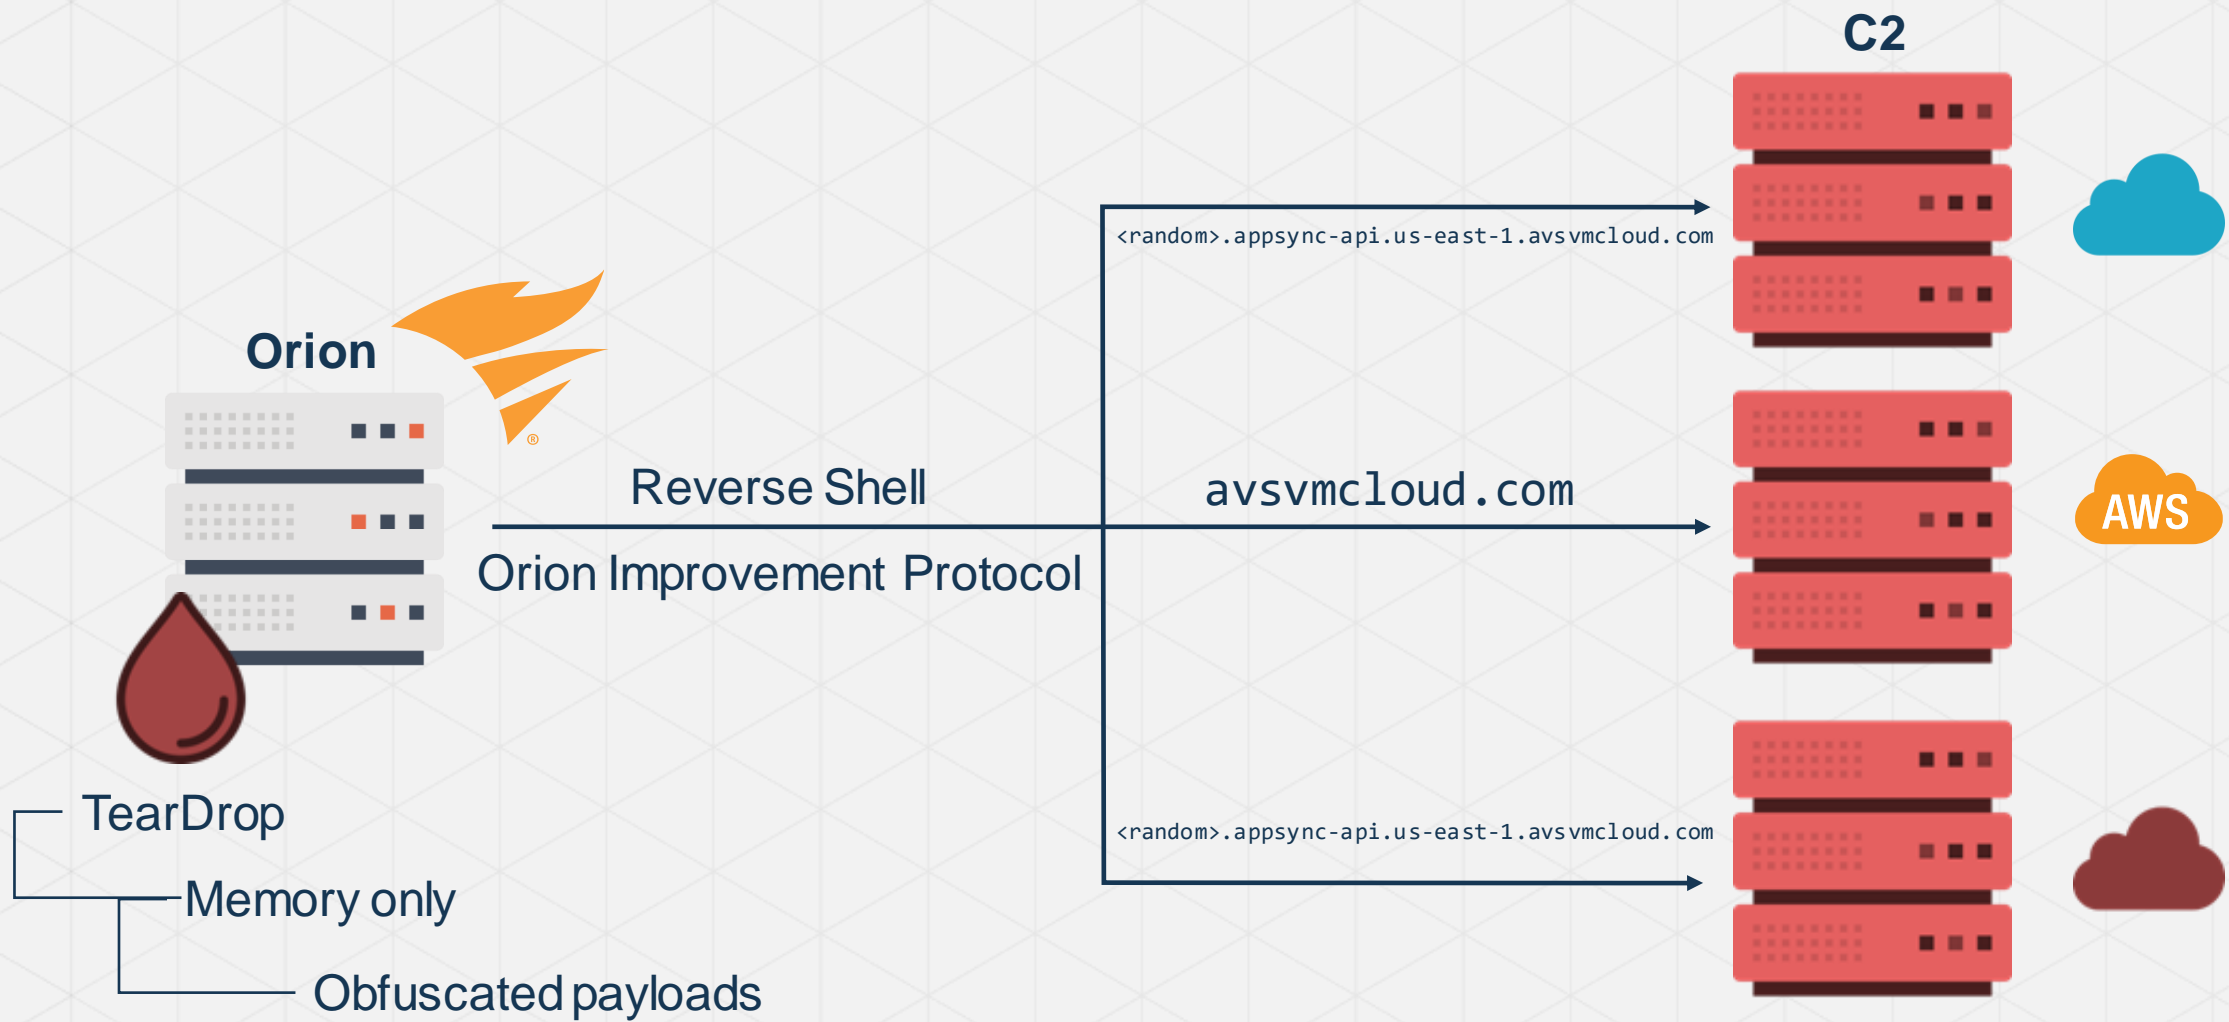 C2
<random>.appsync-api.us-east-1.avsvmcloud.com
Orion
®
Reverse Shell
avsvmcloud.com
AWS
Orion Improvement Protocol
TearDrop
<random>.appsync-api.us-east-1.avsvmcloud.com
Memory only
Obfuscated payloads